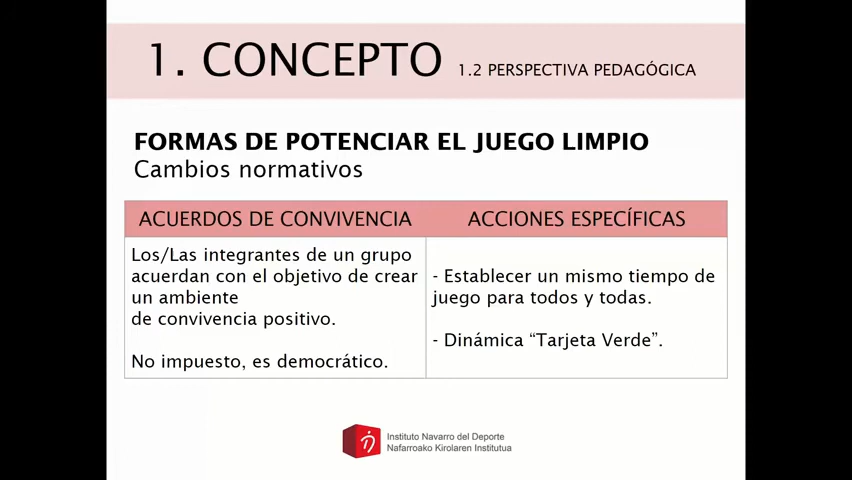 1. CONCEPTO 1.2 PERSPECTIVA PEDAGÓGICA
FORMAS DE POTENCIAR EL JUEGO LIMPIO
Cambios normativos
ACUERDOS DE CONVIVENCIA
Los/Las integrantes de un grupo
acuerdan con el objetivo de crear
un ambiente
de convivencia positivo.
No impuesto, es democrático.
ACCIONES ESPECÍFICAS
- Establecer un mismo tiempo de
juego para todos y todas.
- Dinámica “Tarjeta Verde”.
Instituto Navarro del Deporte
Nafarroako Kirolaren Institutua